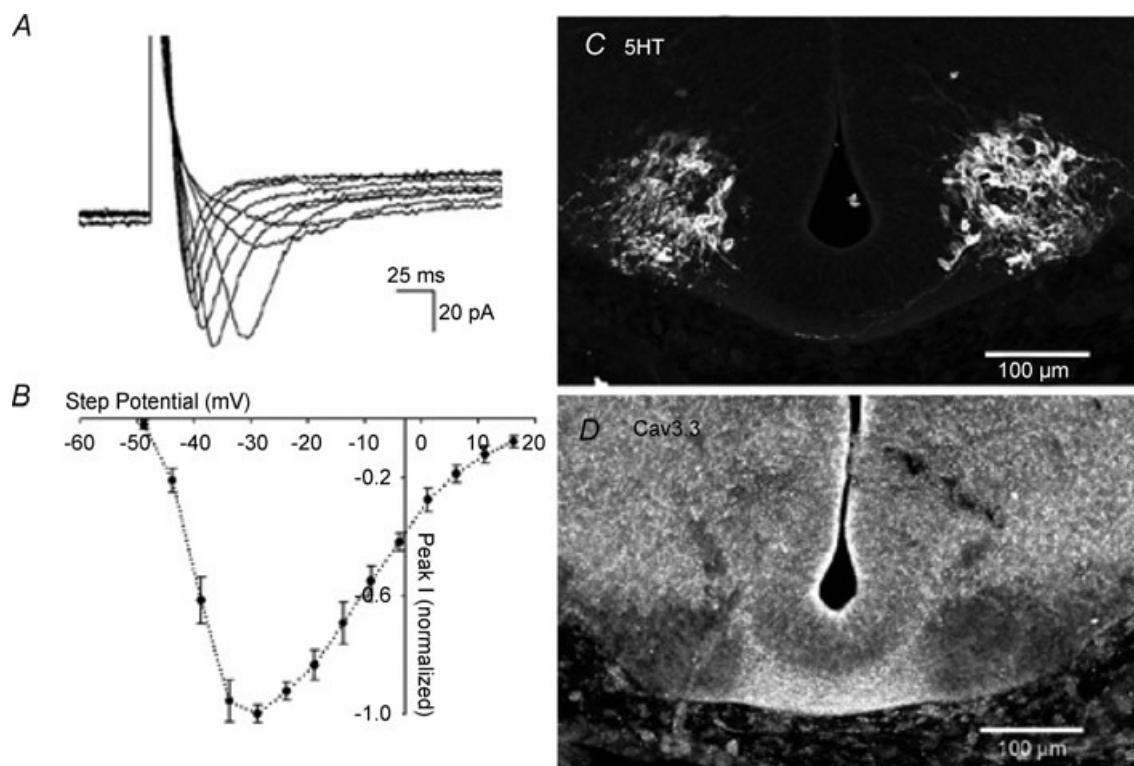 A
25 ms
20 pA
B
Step Potential (mV)
-60 -50 -40 -30 -20 -10 0 10 20
-0.2
-0.6
-1.0
Peak I (normalized)
C 5HT
100 µm
D Cav3.3
100 µm